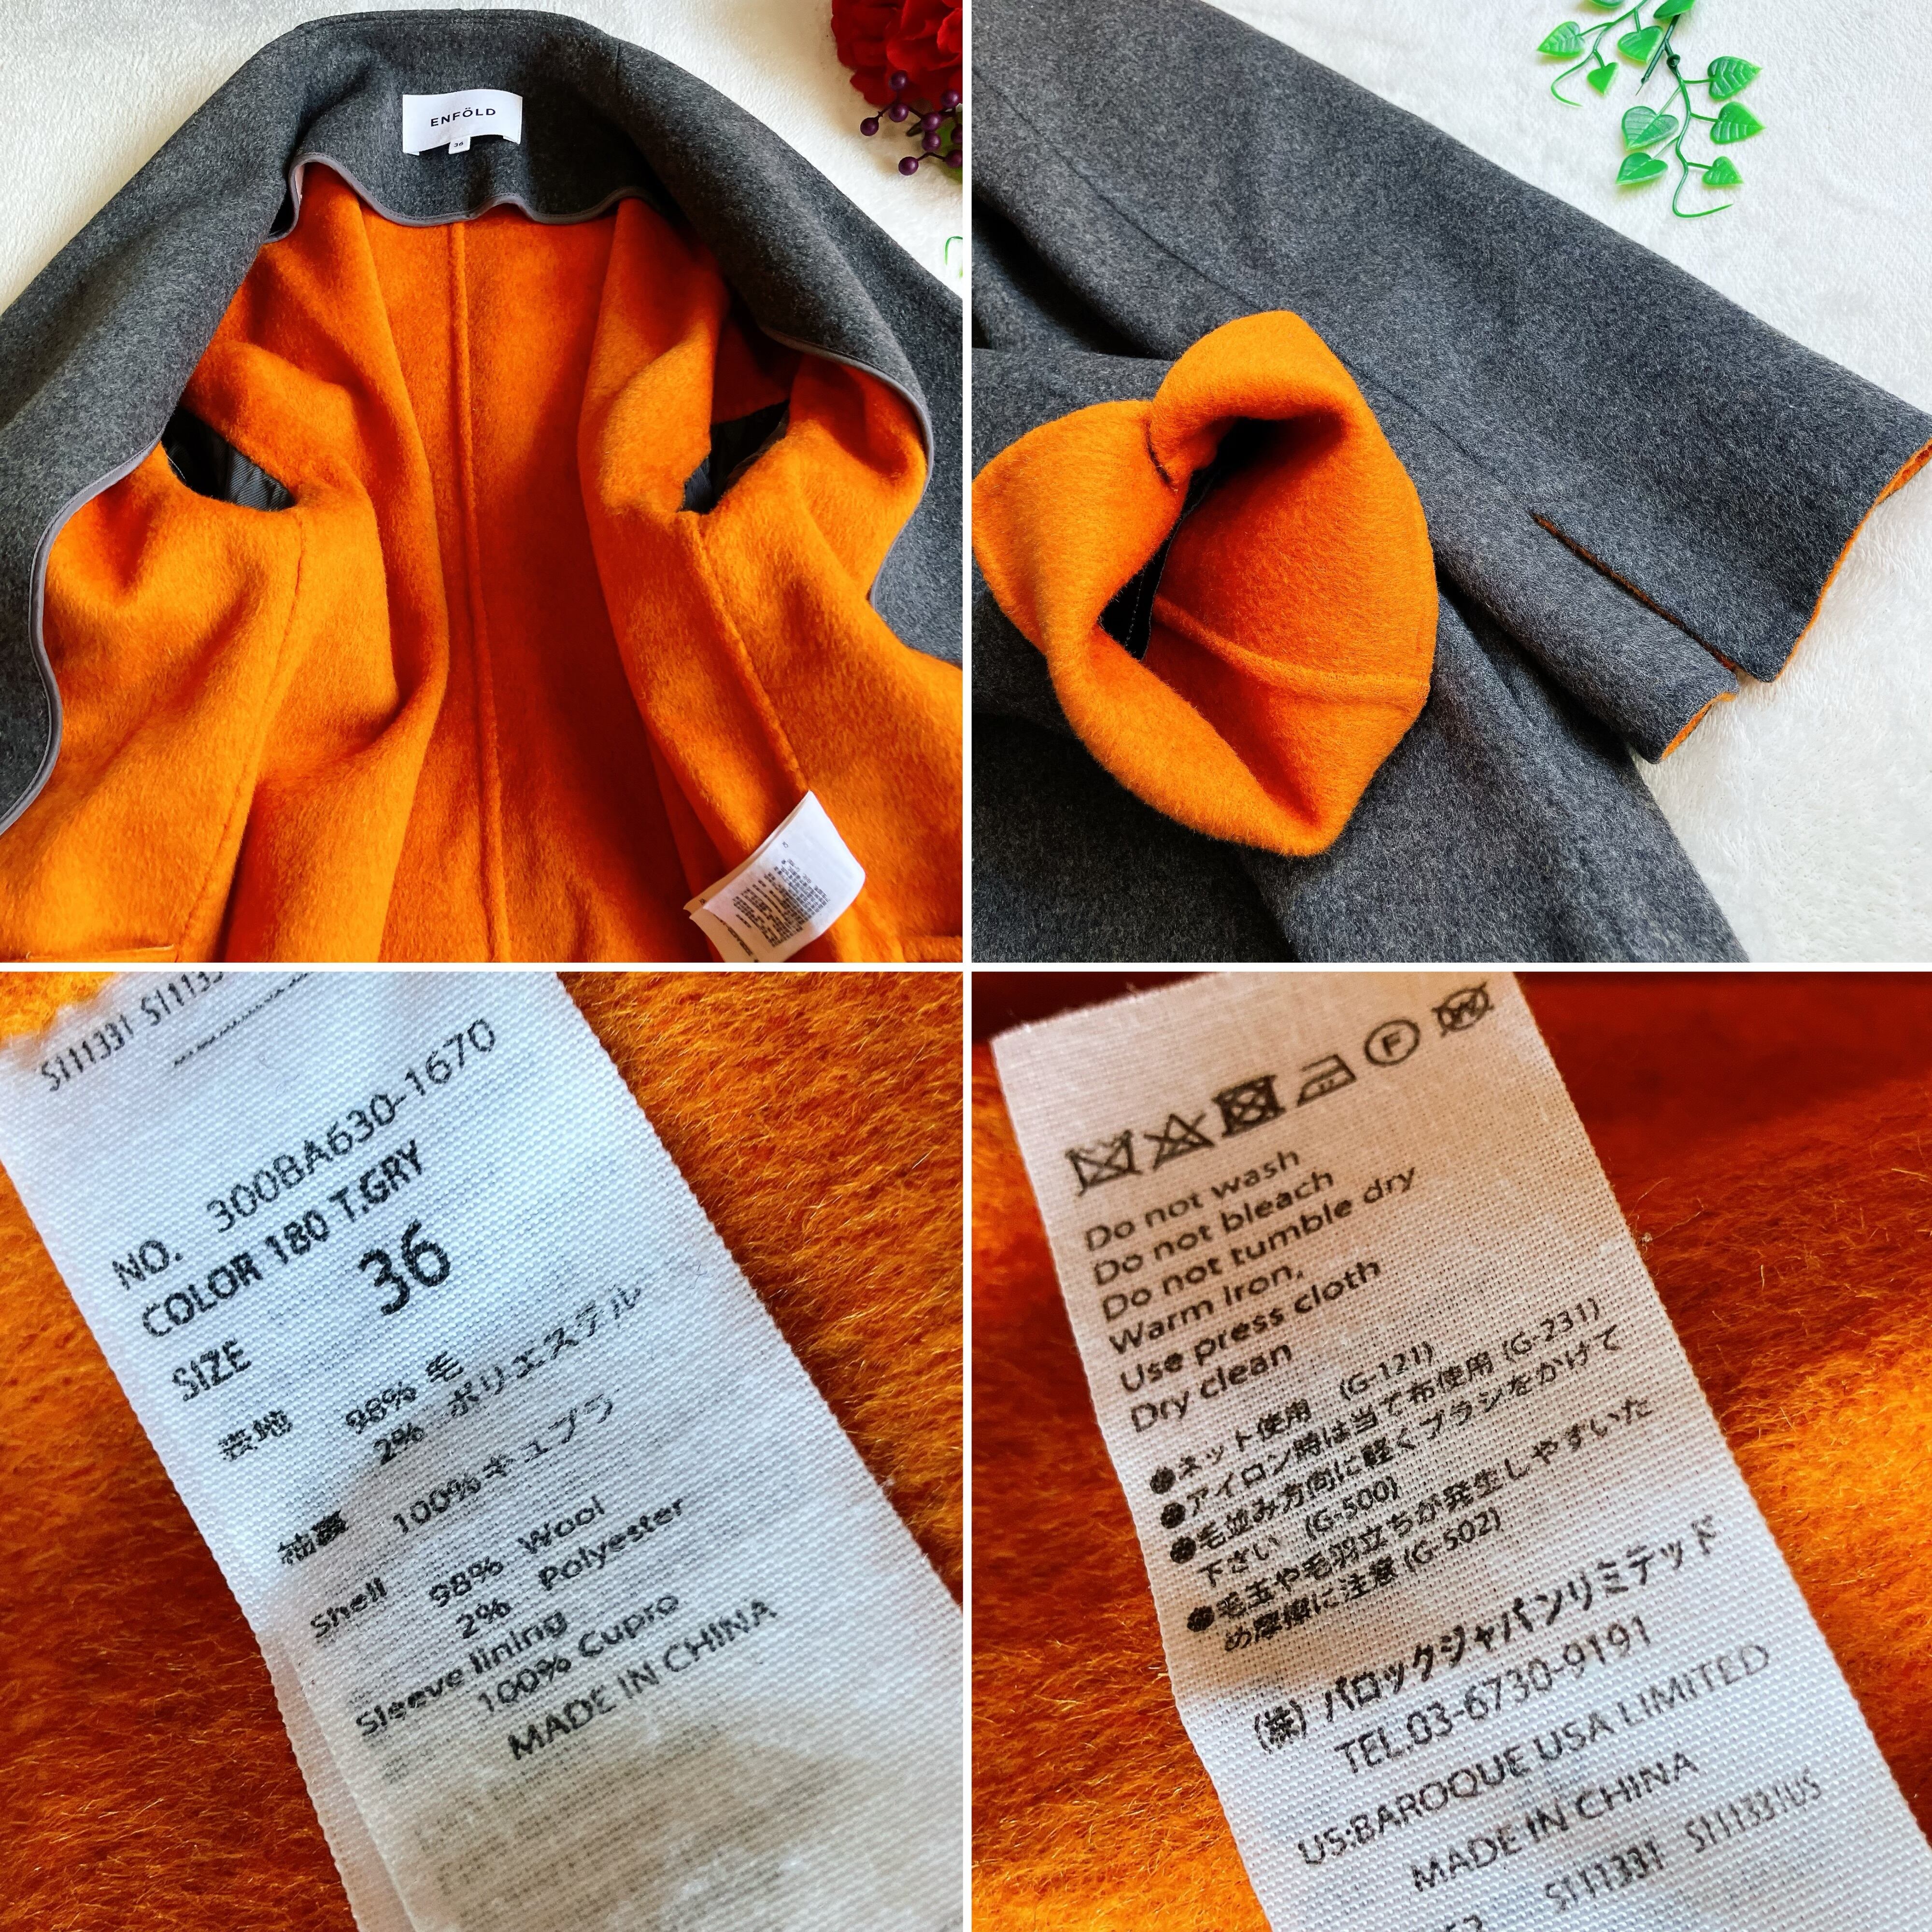 ENFÖLD
36
S111331 S1113
NO. 300BA630-1670
COLOR 180 T.GRY
SIZE 36
表地 98% 毛
2% ポリエステル
袖裏 100%キュプラ
Shell 98% Wool
2% Polyester
Sleeve lining
100% Cupro
MADE IN CHINA
F
W
Do not wash
Do not bleach
Do not tumble dry
Warm iron,
Use press cloth
Dry clean
●ネット使用 (G-121)
●アイロン時は当て布使用 (G-231)
●毛並み方向に軽くブラシをかけて
下さい (G-500)
●毛玉や毛羽立ちが発生しやすいた
め摩擦に注意 (G-502)
(株) バロックジャパンリミテッド
TEL.03-6730-9191
US:BAROQUE USA LIMITED
MADE IN CHINA
S111331 S111331US